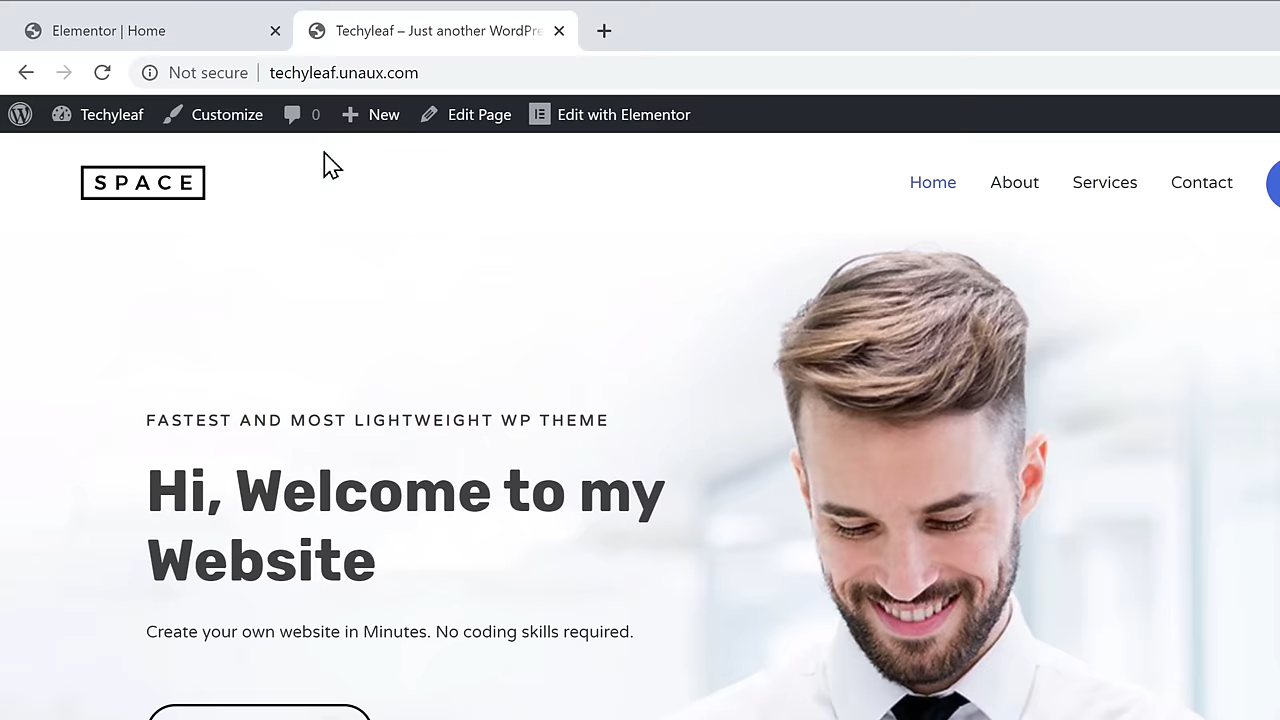 Elementor | Home
Techyleaf – Just another WordPre
Not secure techyleaf.unaux.com
Techyleaf Customize 0 New Edit Page Edit with Elementor
SPACE
Home About Services Contact
FASTEST AND MOST LIGHTWEIGHT WP THEME
Hi, Welcome to my
Website
Create your own website in Minutes. No coding skills required.